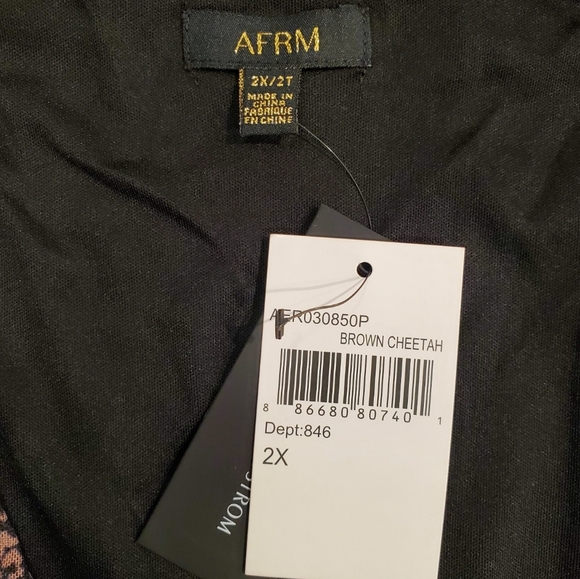 AFRM
2X/2T
MADE IN
CHINA
FABRIQUE
EN CHINE
AER030850P
BROWN CHEETAH
8 86680 80740 1
Dept:846
2X
STROM